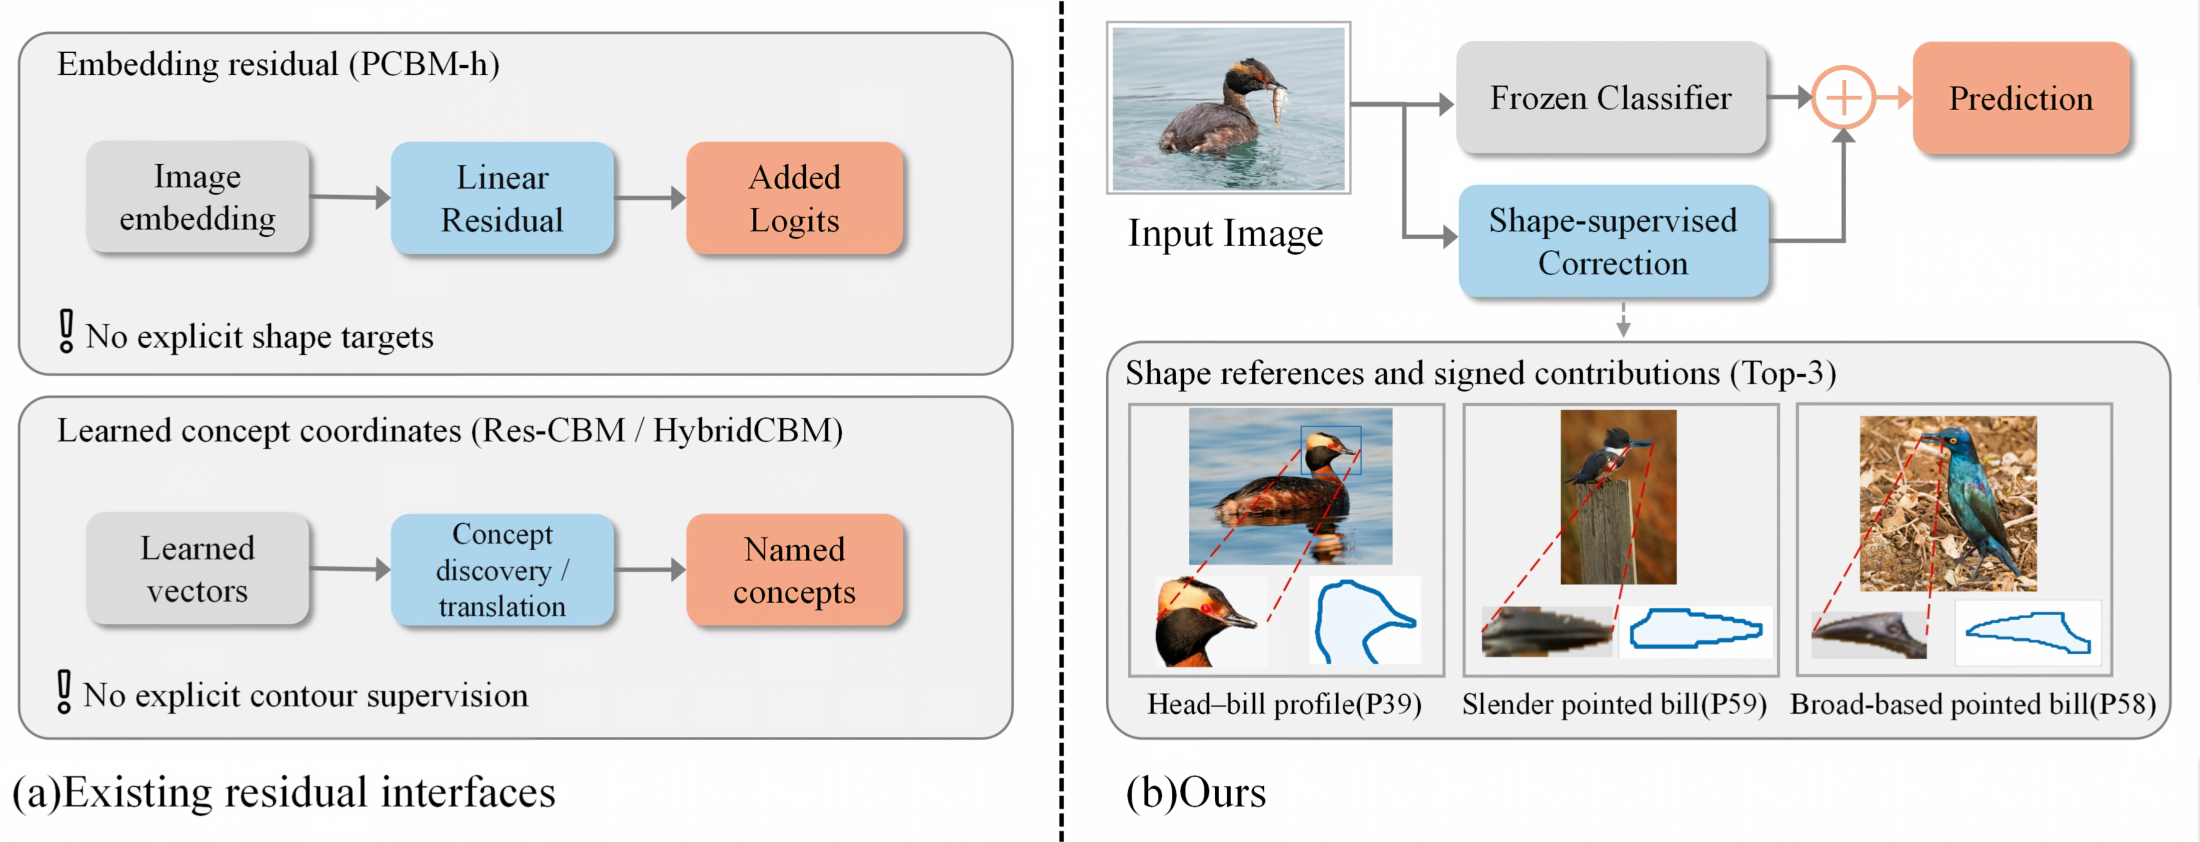 Embedding residual (PCBM-h)
Image
embedding
Linear
Residual
Added
Logits
! No explicit shape targets
Learned concept coordinates (Res-CBM / HybridCBM)
Learned
vectors
Concept
discovery /
translation
Named
concepts
! No explicit contour supervision
(a)Existing residual interfaces
Input Image
Frozen Classifier
Prediction
Shape-supervised
Correction
Shape references and signed contributions (Top-3)
Head–bill profile(P39)
Slender pointed bill(P59)
Broad-based pointed bill(P58)
(b)Ours